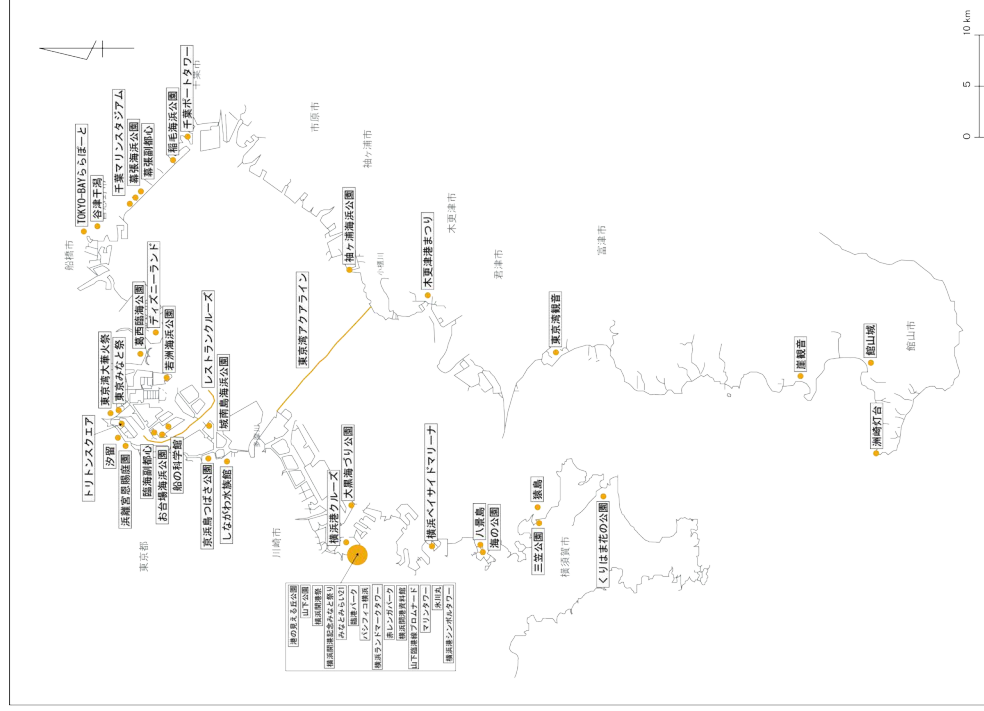 TOKYO-BAYららぽーと
谷津干潟
千葉マリンスタジアム
幕張海浜公園
幕張副都心
稲毛海浜公園
千葉ポートタワー
千葉市
船橋市
市原市
袖ヶ浦市
木更津市
君津市
富津市
館山市
東京湾大華火祭
東京みなと祭
葛西臨海公園
ディズニーランド
若洲海浜公園
レストランクルーズ
城南島海浜公園
東京湾アクアライン
袖ヶ浦海浜公園
小櫃川
木更津港まつり
東京湾観音
崖観音
館山城
洲崎灯台
トリトンスクェア
汐留
浜離宮恩賜庭園
臨海副都心
お台場海浜公園
船の科学館
京浜島つばさ公園
しながわ水族館
多摩川
東京都
川崎市
横浜港クルーズ
大黒海づり公園
横浜ベイサイドマリーナ
八景島
海の公園
三笠公園
猿島
横須賀市
くりはま花の公園
港の見える丘公園
山下公園
横浜開港祭
横浜開港記念みなと祭り
みなとみらい21
臨港パーク
パシフィコ横浜
横浜ランドマークタワー
赤レンガパーク
横浜開港資料館
山下臨港線プロムナード
マリンタワー
氷川丸
横浜港シンボルタワー
0
5
10 km